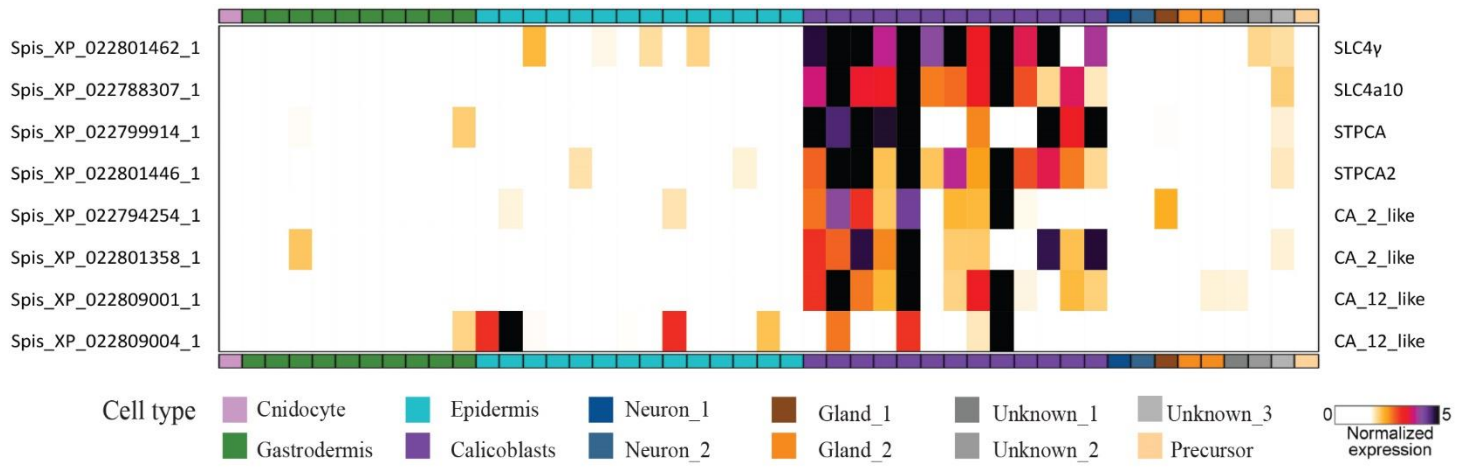 Spis_XP_022801462_1 SLC4γ
Spis_XP_022788307_1 SLC4a10
Spis_XP_022799914_1 STPCA
Spis_XP_022801446_1 STPCA2
Spis_XP_022794254_1 CA_2_like
Spis_XP_022801358_1 CA_2_like
Spis_XP_022809001_1 CA_12_like
Spis_XP_022809004_1 CA_12_like
Cell type Cnidocyte Epidermis Neuron_1 Gland_1 Unknown_1 Unknown_3 0 5
Gastrodermis Calicoblasts Neuron_2 Gland_2 Unknown_2 Precursor Normalized
expression